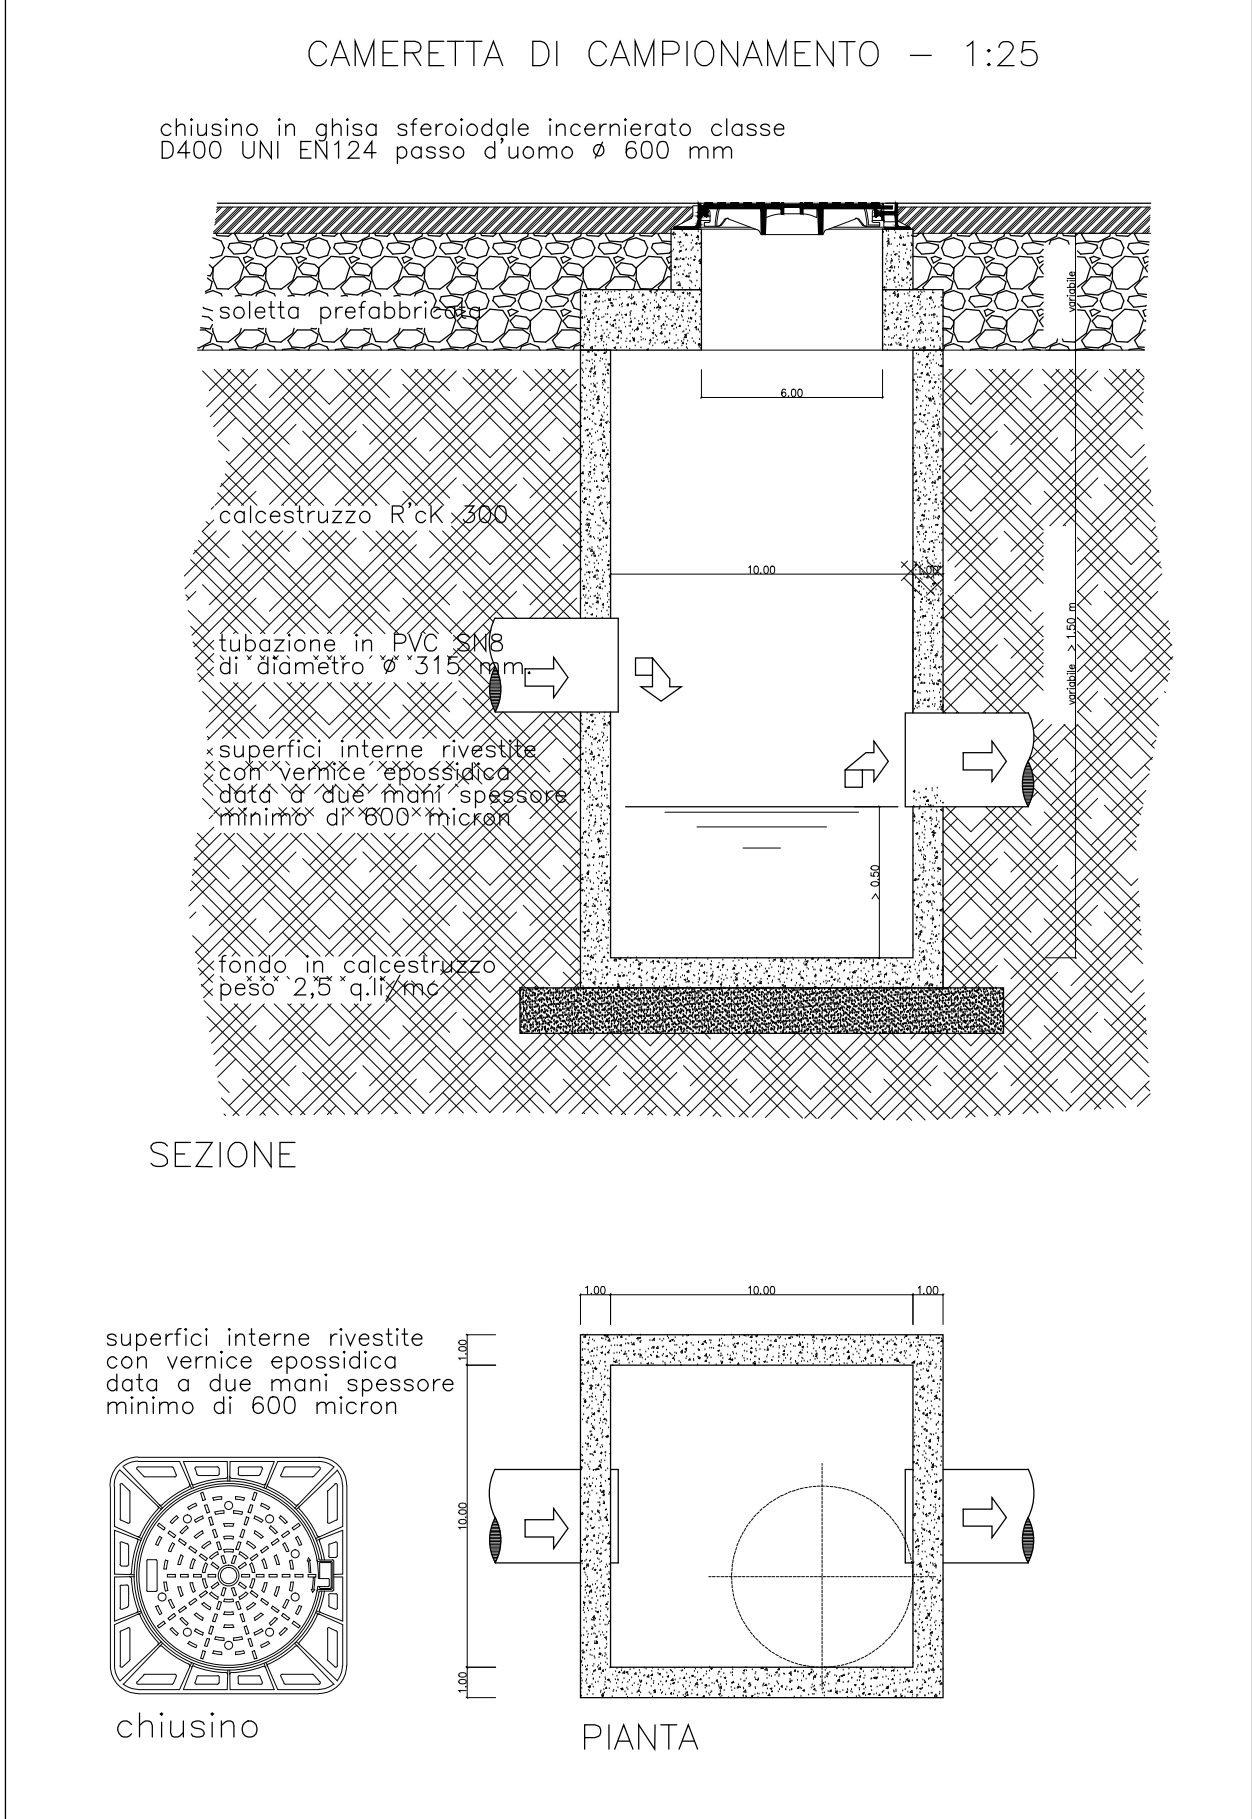 CAMERETTA DI CAMPIONAMENTO - 1:25
chiusino in ghisa sferoiodale incernierato classe
D400 UNI EN124 passo d'uomo ø 600 mm
variabile
soletta prefabbricata
6.00
calcestruzzo R'cK 300
10.00
1.00
tubazione in PVC SN8
di diametro ø 315 mm.
variabile > 1.50 m
superfici interne rivestite
con vernice epossidica
data a due mani spessore
minimo di 600 micron
> 0.50
fondo in calcestruzzo
peso 2,5 q.li/mc
SEZIONE
1.00 10.00 1.00
superfici interne rivestite
con vernice epossidica
data a due mani spessore
minimo di 600 micron
1.00
10.00
1.00
chiusino
PIANTA